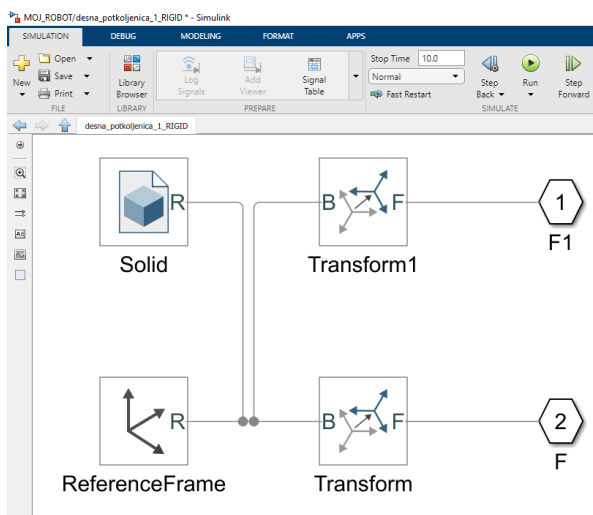 MOJ_ROBOT/desna_potkoljenica_1_RIGID * - Simulink
SIMULATION DEBUG MODELING FORMAT APPS
New
Open
Save
Print
FILE
Library
Browser
LIBRARY
Log
Signals
Add
Viewer
Signal
Table
PREPARE
Stop Time 10.0
Normal
Fast Restart
Step
Back
Run
Step
Forward
SIMULATE
desna_potkoljenica_1_RIGID
R
Solid
B F
Transform1
1
F1
R
ReferenceFrame
B F
Transform
2
F